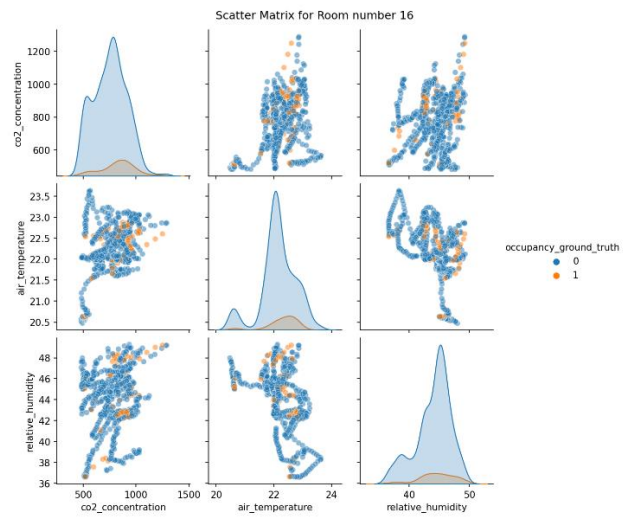 Scatter Matrix for Room number 16
co2_concentration
1200
1000
800
600
air_temperature
23.5
23.0
22.5
22.0
21.5
21.0
20.5
occupancy_ground_truth
0
1
relative_humidity
48
46
44
42
40
38
36
500 1000 1500
20 22 24
40 50
co2_concentration air_temperature relative_humidity